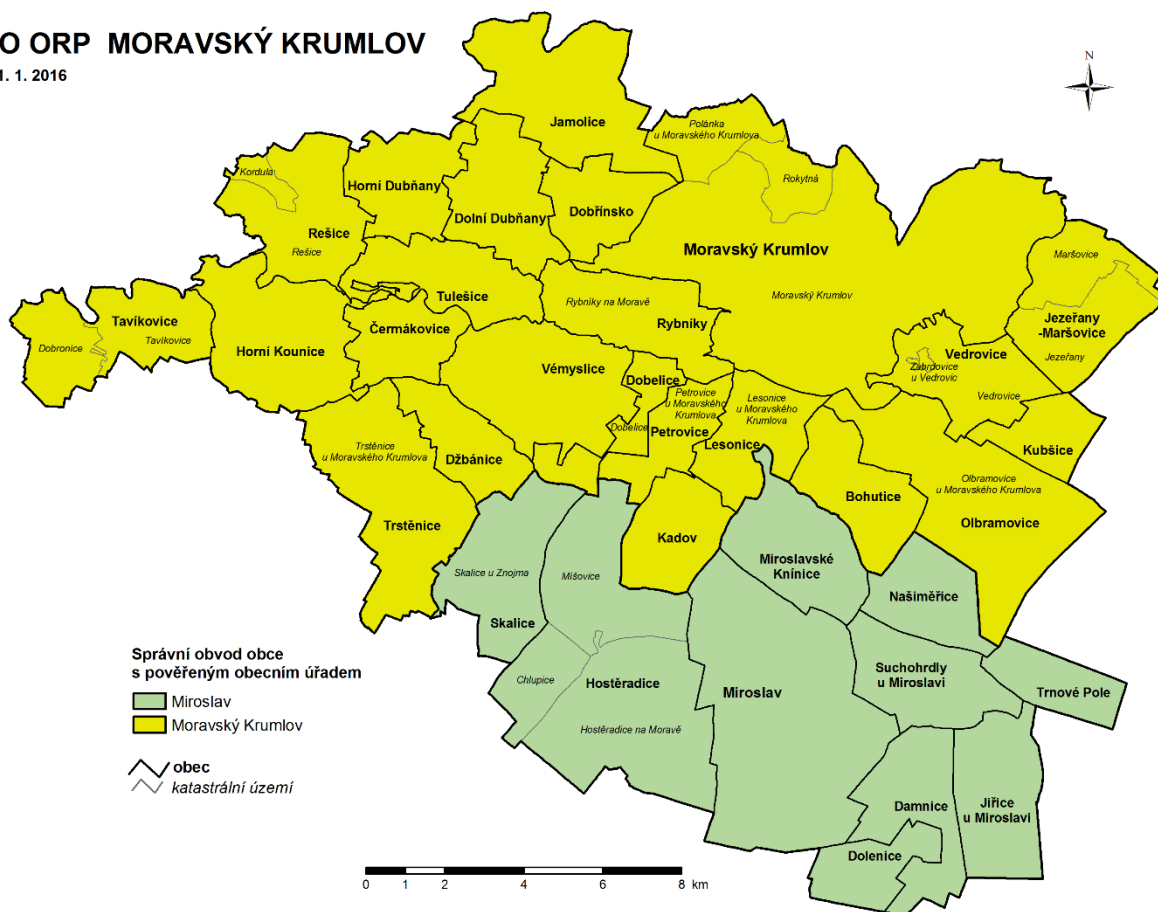 O ORP MORAVSKÝ KRUMLOV
1. 1. 2016
N
Jamolice
Polánka
u Moravského Krumlova
Kordula
Horní Dubňany
Rokytná
Dolní Dubňany
Dobřínsko
Rešice
Rešice
Moravský Krumlov
Maršovice
Moravský Krumlov
Tulešice
Rybníky na Moravě
Rybníky
Tavíkovice
Tavíkovice
Dobronice
Horní Kounice
Čermákovice
Jezeřany
-Maršovice
Jezeřany
Vedrovice
Zábrdovice
u Vedrovic
Vedrovice
Vémyslice
Dobelice
Petrovice
u Moravského
Krumlova
Lesonice
u Moravského
Krumlova
Dobelice
Petrovice
Lesonice
Trstěnice
u Moravského Krumlova
Džbánice
Kubšice
Olbramovice
u Moravského Krumlova
Bohutice
Olbramovice
Trstěnice
Kadov
Miroslavské
Knínice
Skalice u Znojma
Mišovice
Našiměřice
Skalice
Suchohrdly
u Miroslavi
Trnové Pole
Chlupice
Hostěradice
Miroslav
Hostěradice na Moravě
Damnice
Jiřice
u Miroslavi
Dolenice
Správní obvod obce
s pověřeným obecním úřadem
Miroslav
Moravský Krumlov
obec
katastrální území
0 1 2 4 6 8 km